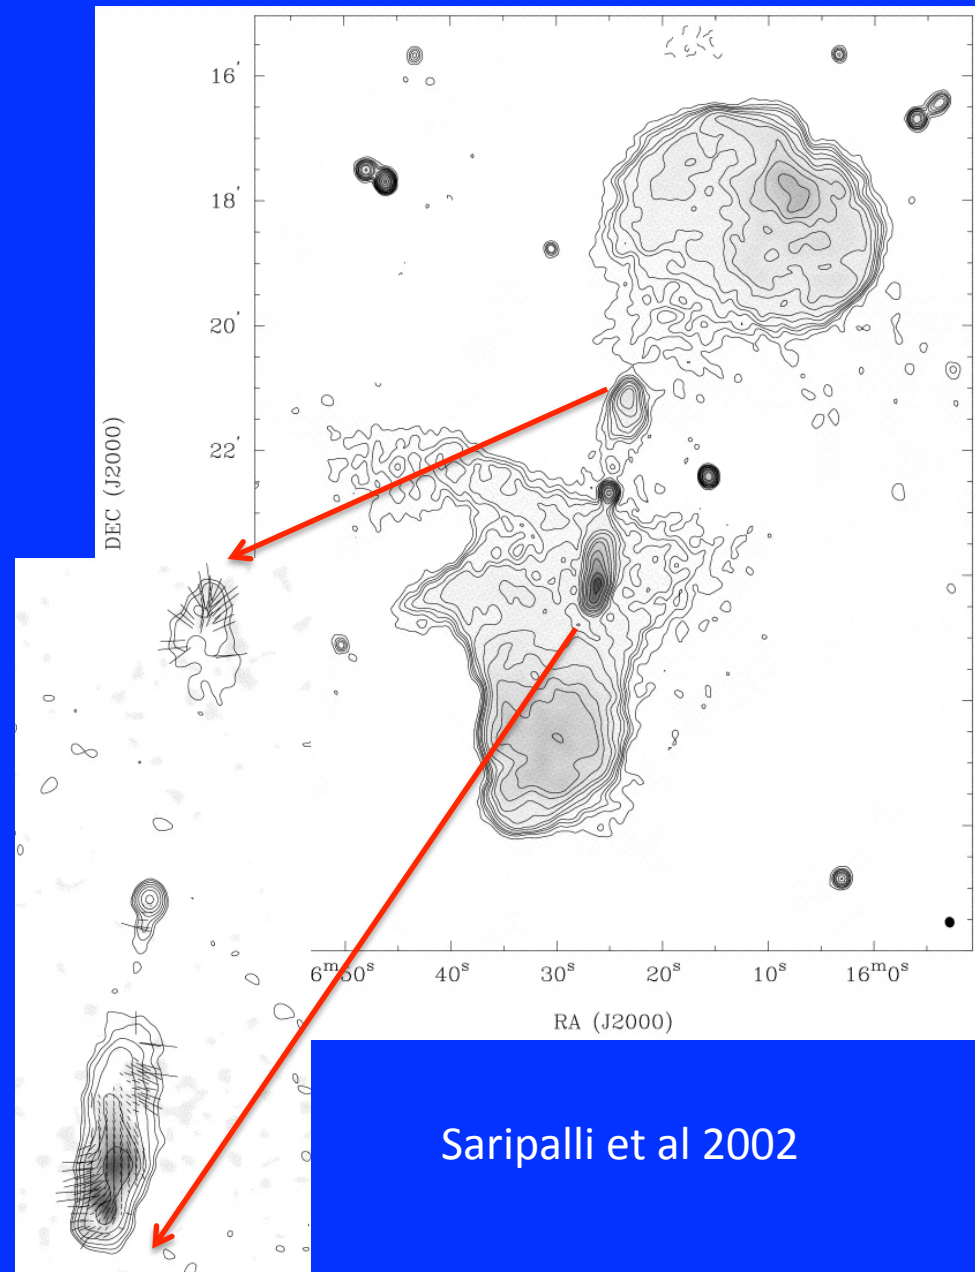 16'
18'
20'
22'
DEC (J2000)
6ᵐ50ˢ 40ˢ 30ˢ 20ˢ 10ˢ 16ᵐ0ˢ
RA (J2000)
Saripalli et al 2002